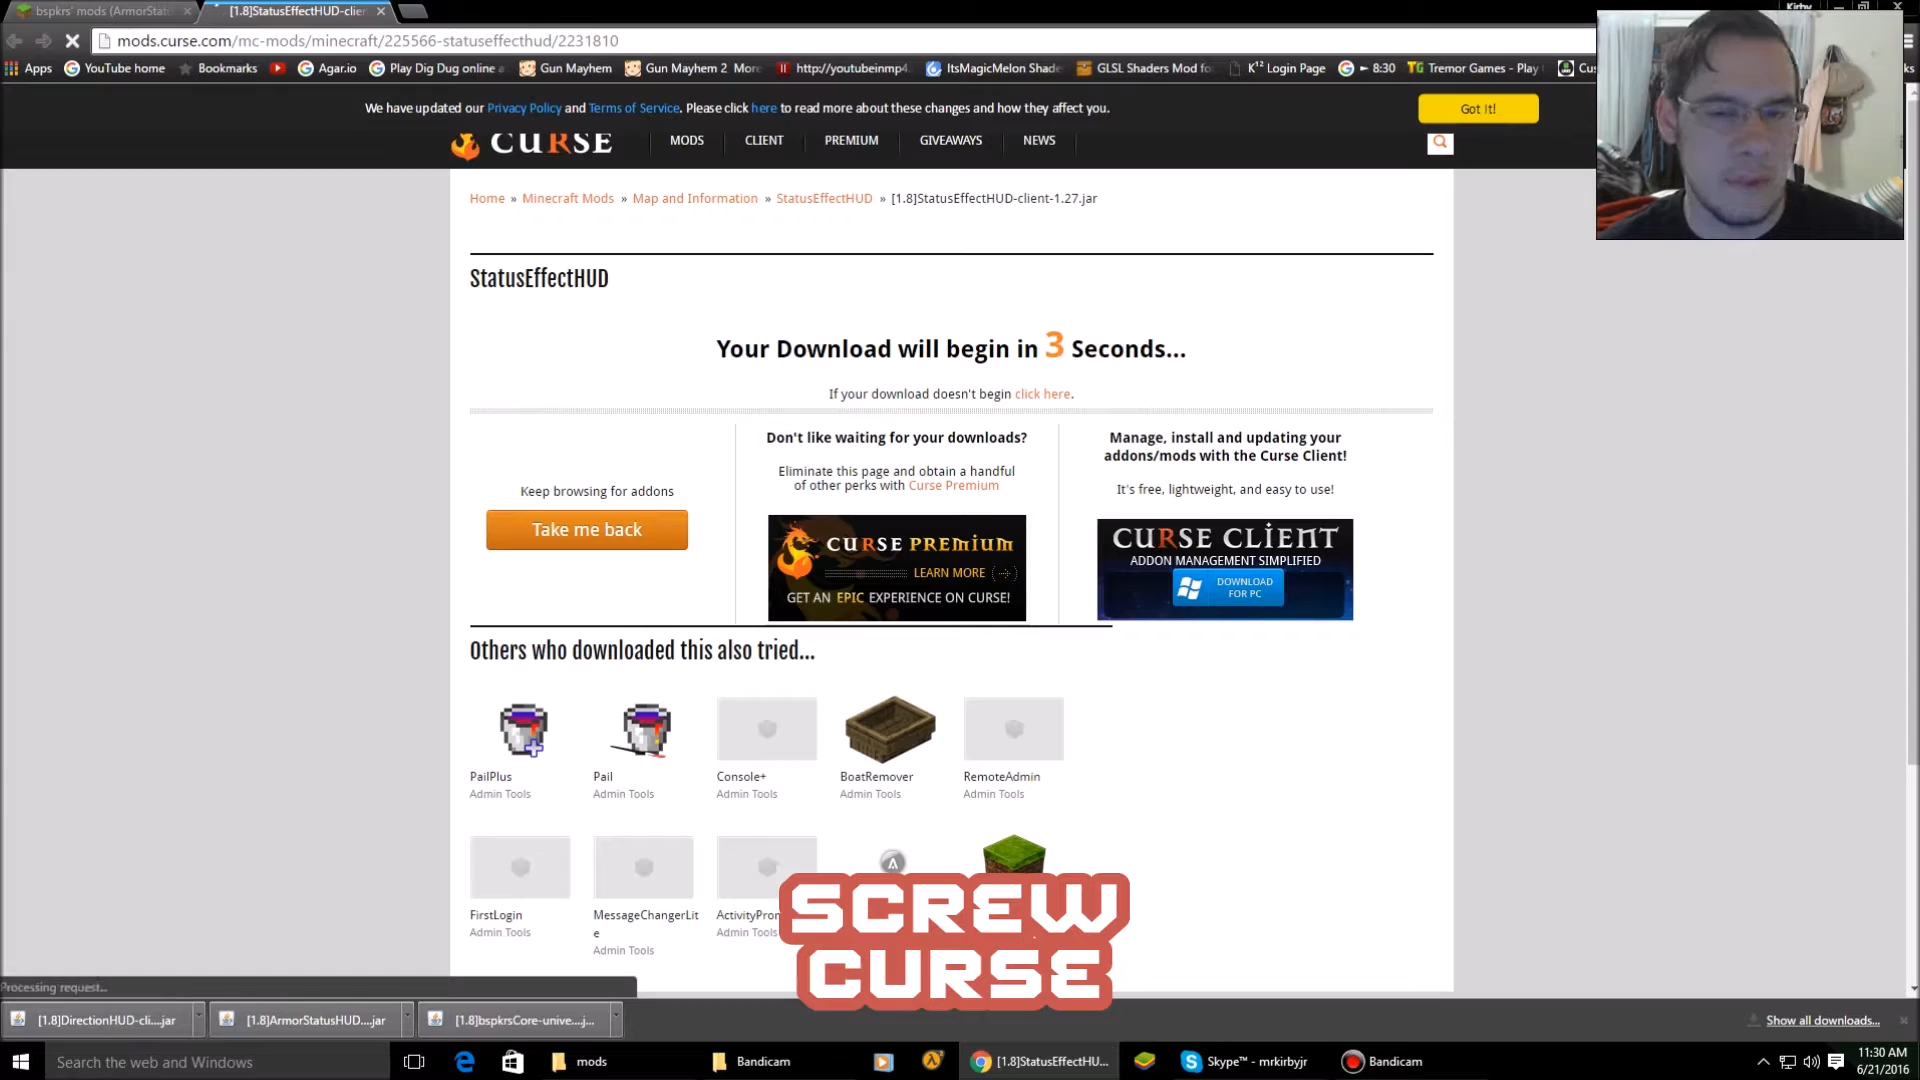 bspkrs' mods (ArmorStatu
[1.8]StatusEffectHUD-clien
Kirby
mods.curse.com/mc-mods/minecraft/225566-statuseffecthud/2231810
Apps
YouTube home
Bookmarks
Agar.io
Play Dig Dug online a
Gun Mayhem
Gun Mayhem 2 More
http://youtubeinmp4.
ItsMagicMelon Shade
GLSL Shaders Mod fo
K¹² Login Page
8:30
Tremor Games - Play
Cus
ks
We have updated our Privacy Policy and Terms of Service. Please click here to read more about these changes and how they affect you.
Got It!
CURSE
MODS
CLIENT
PREMIUM
GIVEAWAYS
NEWS
Home » Minecraft Mods » Map and Information » StatusEffectHUD » [1.8]StatusEffectHUD-client-1.27.jar
StatusEffectHUD
Your Download will begin in 3 Seconds...
If your download doesn't begin click here.
Keep browsing for addons
Take me back
Don't like waiting for your downloads?
Eliminate this page and obtain a handful
of other perks with Curse Premium
CURSE PREMIUM
LEARN MORE
GET AN EPIC EXPERIENCE ON CURSE!
Manage, install and updating your
addons/mods with the Curse Client!
It's free, lightweight, and easy to use!
CURSE CLIENT
ADDON MANAGEMENT SIMPLIFIED
DOWNLOAD
FOR PC
Others who downloaded this also tried...
PailPlus
Admin Tools
Pail
Admin Tools
Console+
Admin Tools
BoatRemover
Admin Tools
RemoteAdmin
Admin Tools
FirstLogin
Admin Tools
MessageChangerLit
e
Admin Tools
ActivityPro
Admin Tools
SCREW
CURSE
Processing request...
[1.8]DirectionHUD-cli....jar
[1.8]ArmorStatusHUD....jar
[1.8]bspkrsCore-unive....j...
Show all downloads...
Search the web and Windows
mods
Bandicam
[1.8]StatusEffectHU...
Skype™ - mrkirbyjr
Bandicam
11:30 AM
6/21/2016